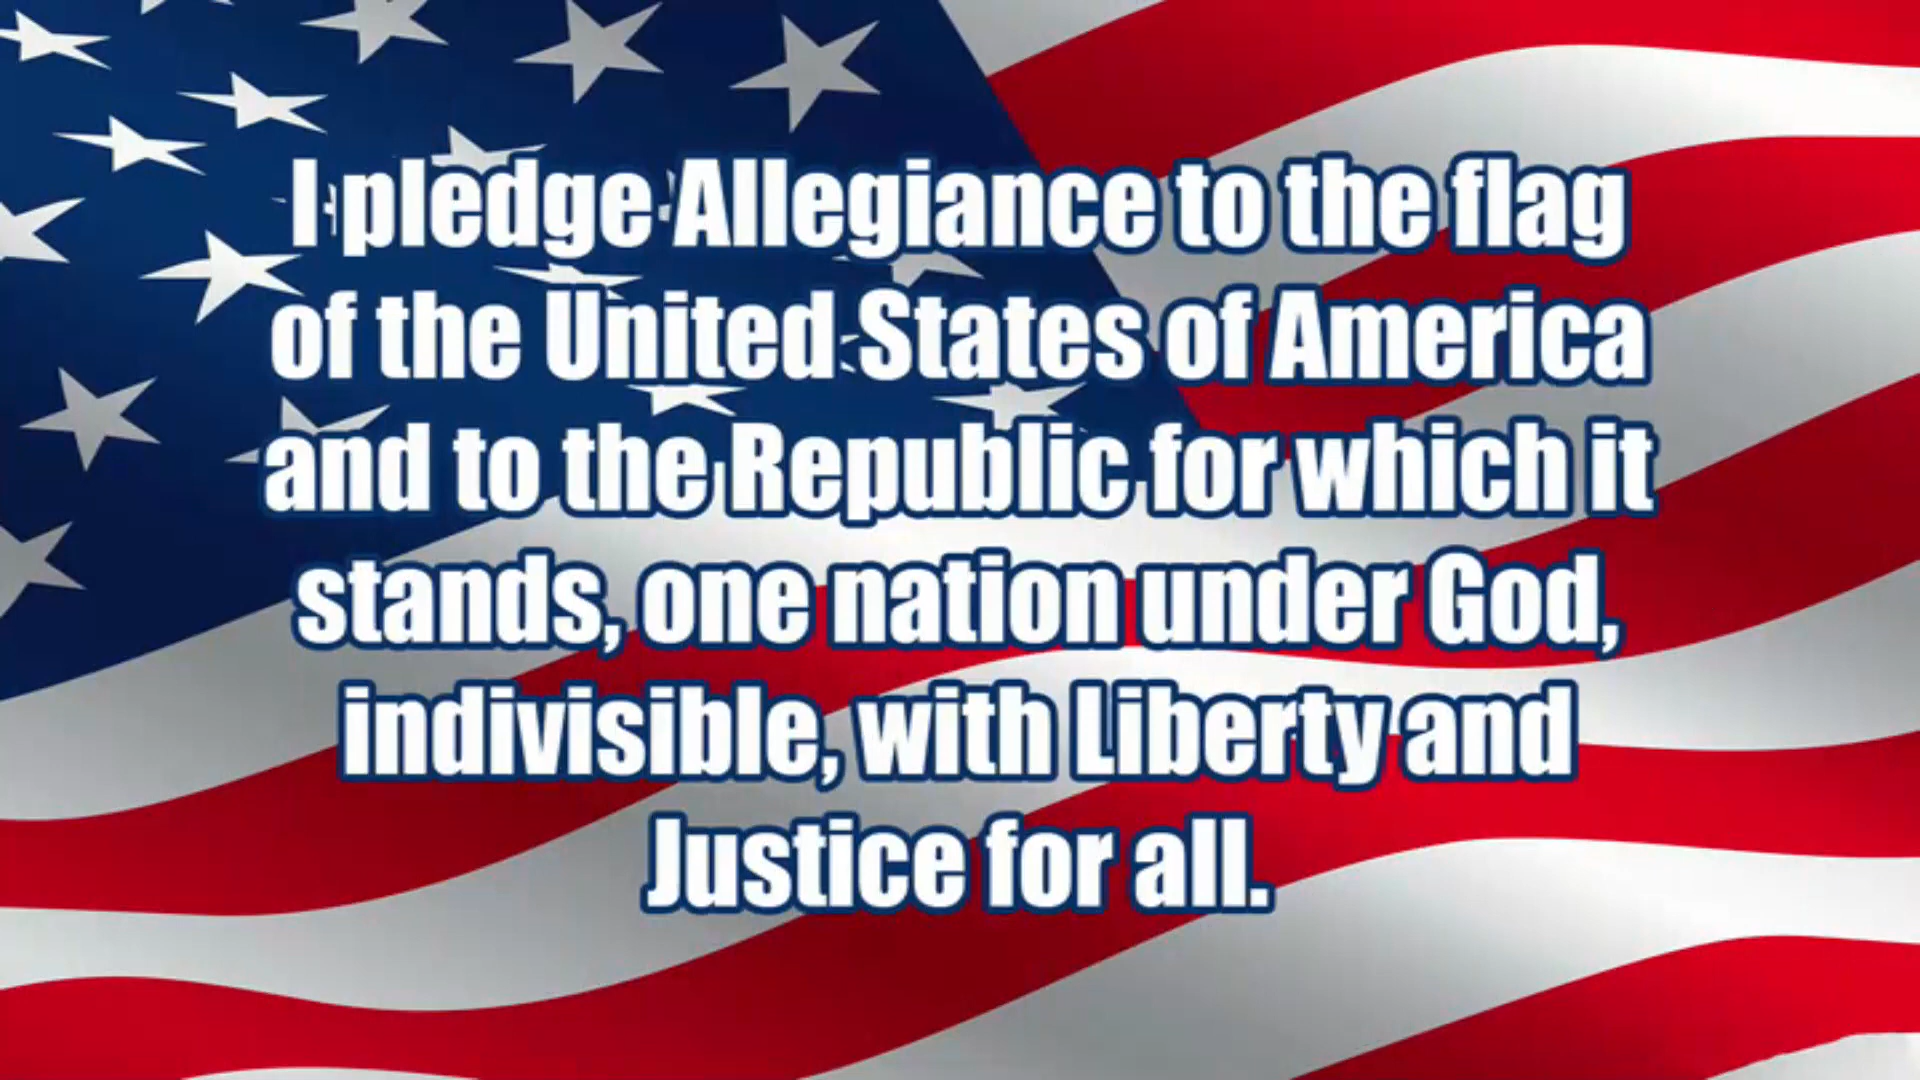 I pledge Allegiance to the flag
of the United States of America
and to the Republic for which it
stands, one nation under God,
indivisible, with Liberty and
Justice for all.